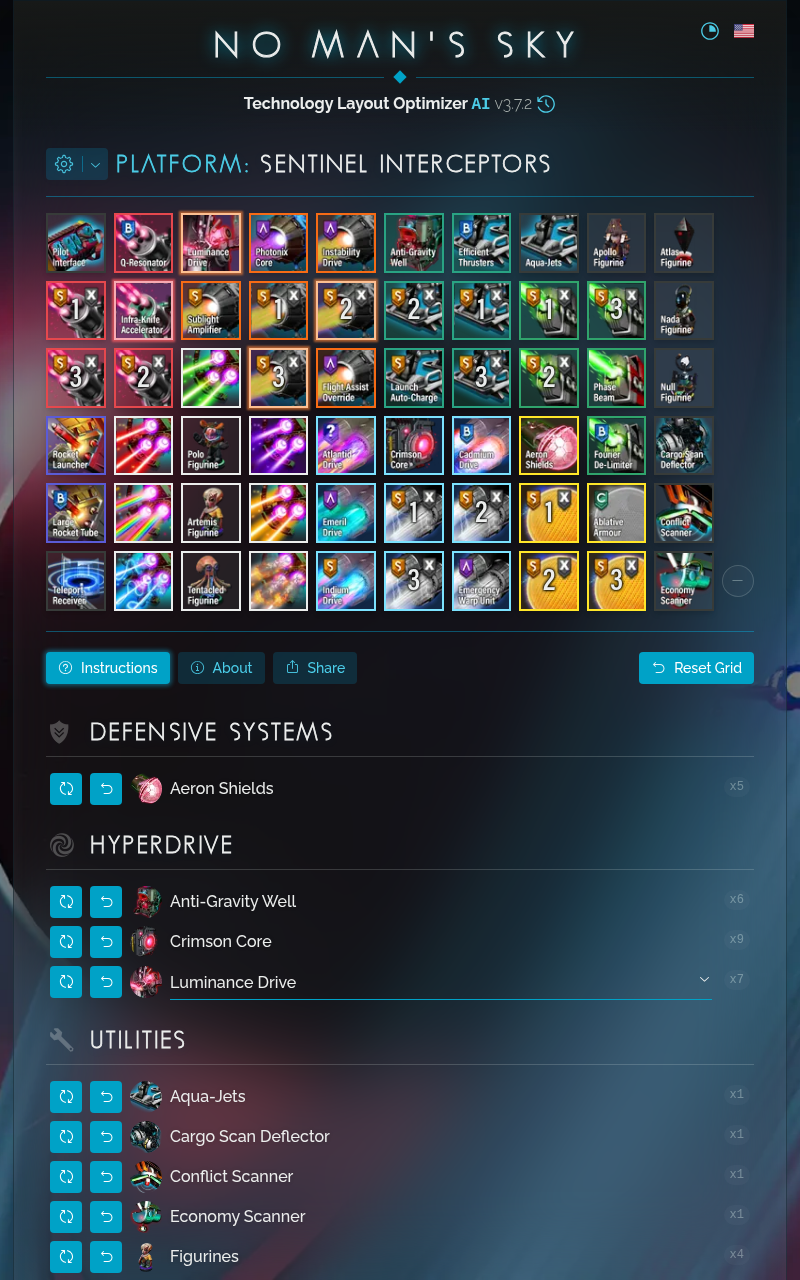 NO MAN'S SKY
Technology Layout Optimizer AI v3.7.2
PLATFORM: SENTINEL INTERCEPTORS
Pilot Interface
B Q-Resonator
Luminance Drive
A Photonix Core
A Instability Drive
Anti-Gravity Well
B Efficient Thrusters
Aqua-Jets
Apollo Figurine
Atlas Figurine
S X 1
Infra-Knife Accelerator
S Sublight Amplifier
S X 1
S X 2
S X 2
S X 1
S X 1
S X 3
Nada Figurine
S X 3
S X 2
S X 3
A Flight Assist Override
S Launch Auto-Charge
S X 3
S X 2
Phase Beam
Null Figurine
Rocket Launcher
Polo Figurine
? Atlantid Drive
Crimson Core
B Cadmium Drive
S Aeron Shields
B Fourier De-Limiter
Cargo Scan Deflector
B Large Rocket Tube
Artemis Figurine
A Emeril Drive
S X 1
S X 2
S X 1
C Ablative Armour
Conflict Scanner
Teleport Receiver
Tentacled Figurine
S Indium Drive
S X 3
A Emergency Warp Unit
S X 2
S X 3
Economy Scanner
Instructions
About
Share
Reset Grid
DEFENSIVE SYSTEMS
Aeron Shields x5
HYPERDRIVE
Anti-Gravity Well x6
Crimson Core x9
Luminance Drive x7
UTILITIES
Aqua-Jets x1
Cargo Scan Deflector x1
Conflict Scanner x1
Economy Scanner x1
Figurines x4